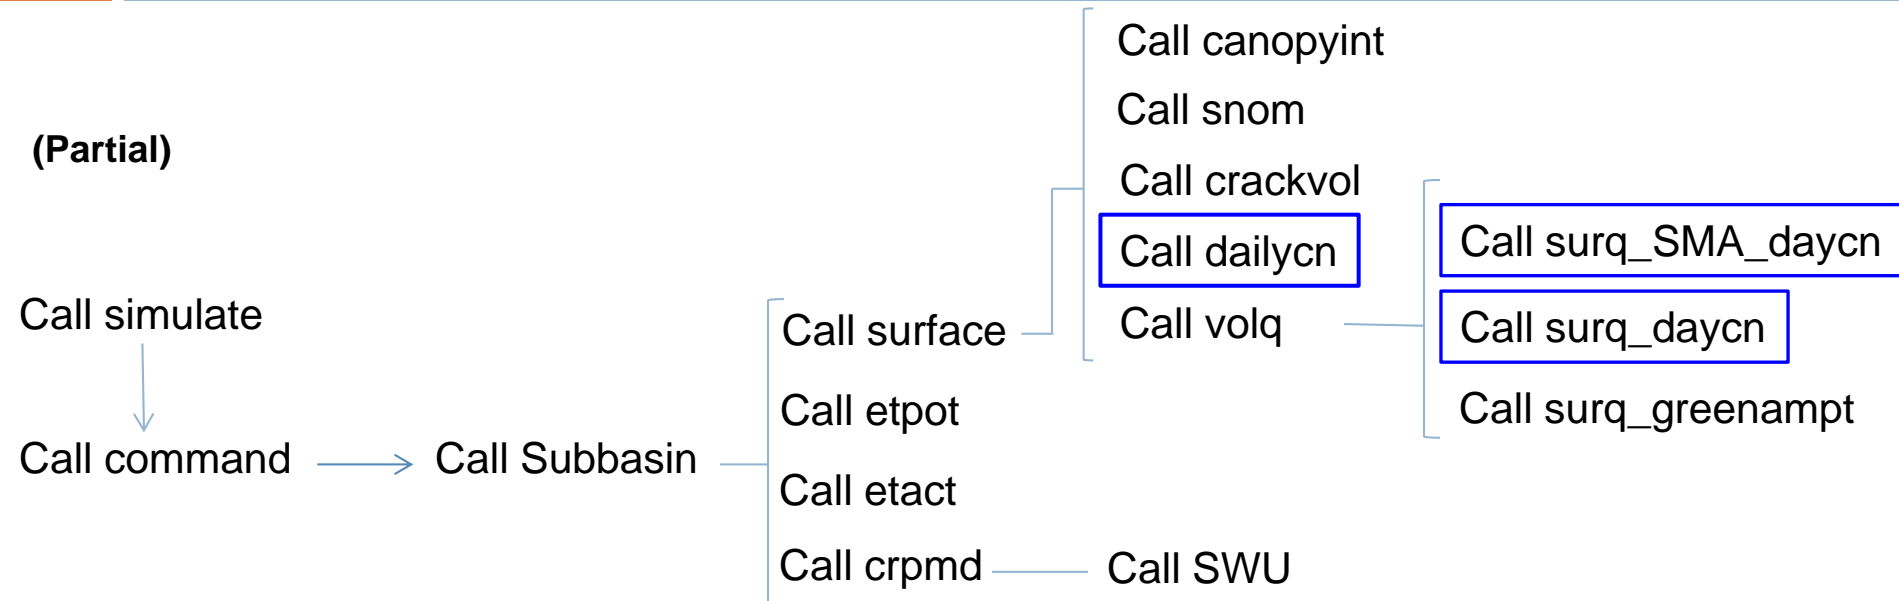 (Partial)
Call simulate
Call command
Call Subbasin
Call surface
Call etpot
Call etact
Call crpmd
Call SWU
Call canopyint
Call snom
Call crackvol
Call dailycn
Call volq
Call surq_SMA_daycn
Call surq_daycn
Call surq_greenampt